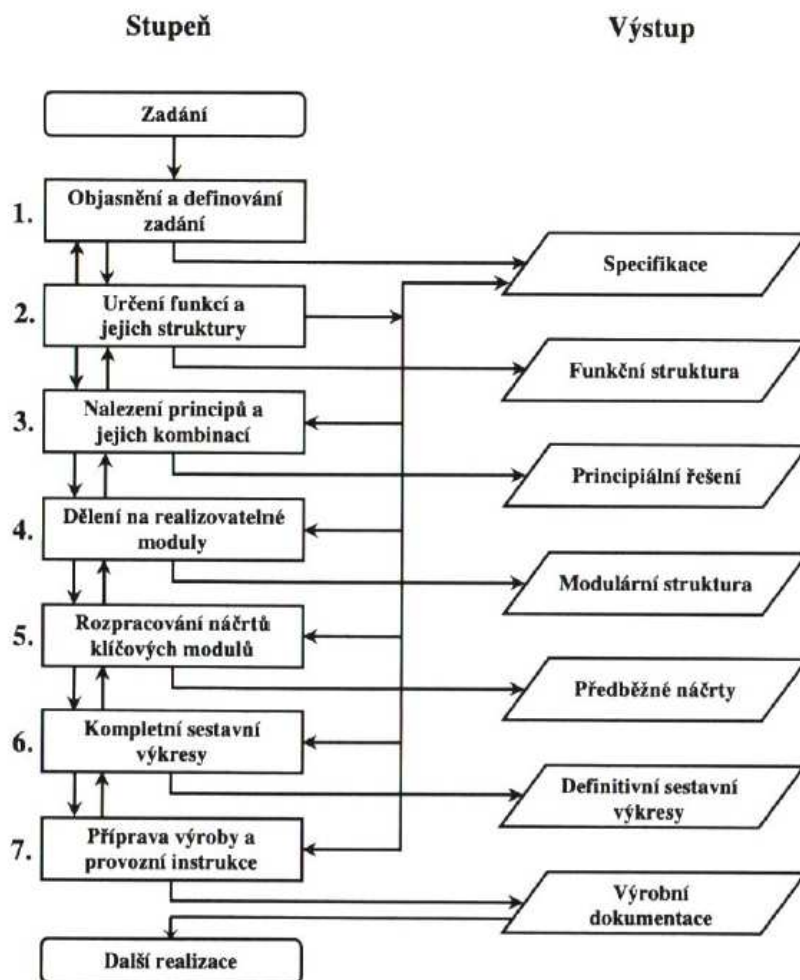 Stupeň
Výstup
Zadání
1.
Objasnění a definování
zadání
Specifikace
2.
Určení funkcí a
jejich struktury
Funkční struktura
3.
Nalezení principů a
jejich kombinací
Principiální řešení
4.
Dělení na realizovatelné
moduly
Modulární struktura
5.
Rozpracování náčrtů
klíčových modulů
Předběžné náčrty
6.
Kompletní sestavní
výkresy
Definitivní sestavní
výkresy
7.
Příprava výroby a
provozní instrukce
Výrobní
dokumentace
Další realizace